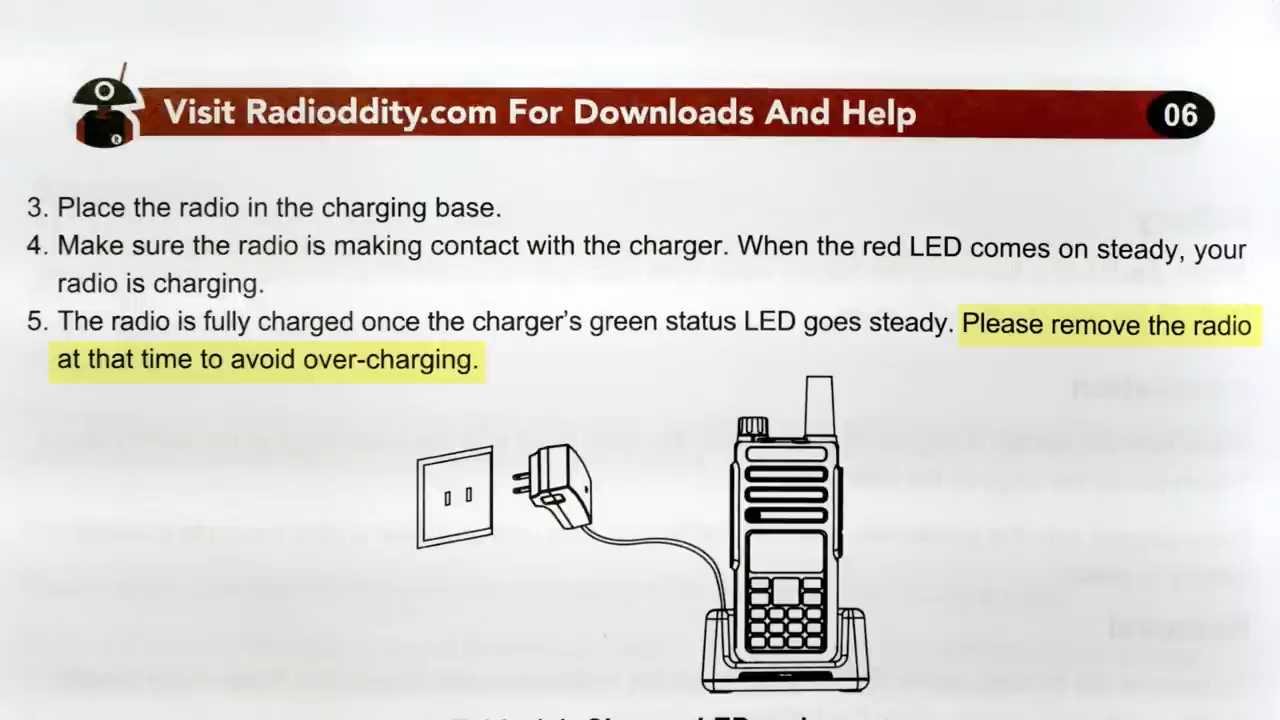 Visit Radioddity.com For Downloads And Help
06
3. Place the radio in the charging base.
4. Make sure the radio is making contact with the charger. When the red LED comes on steady, your
radio is charging.
5. The radio is fully charged once the charger's green status LED goes steady. Please remove the radio
at that time to avoid over-charging.